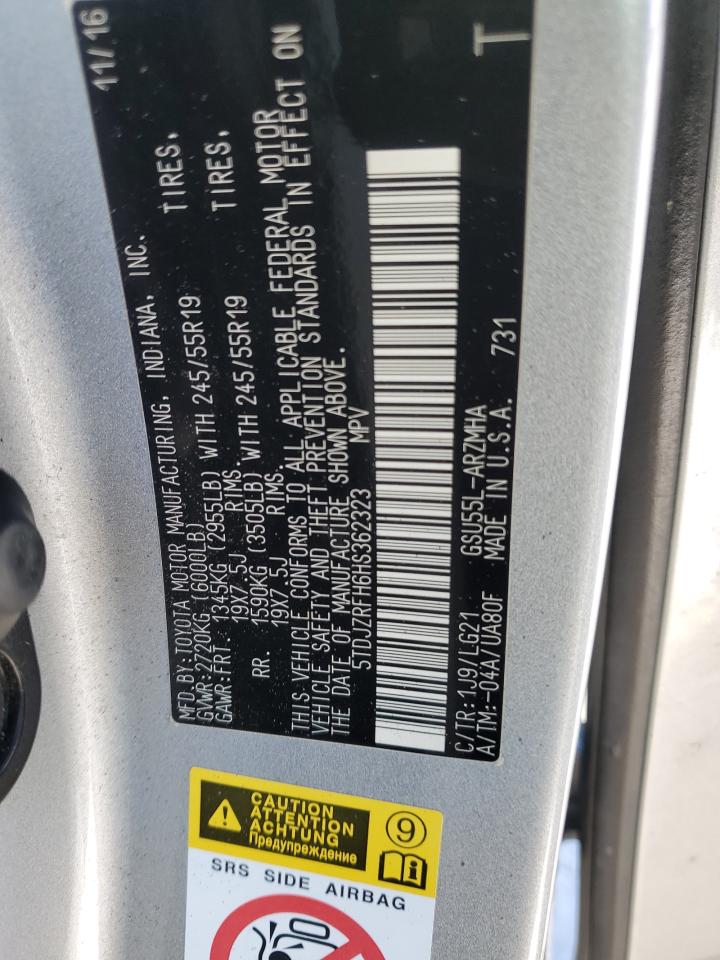 MFD.BY:TOYOTA MOTOR MANUFACTURING, INDIANA, INC. 11/16
GVWR:2720KG (6000LB)
GAWR:FRT. 1345KG (2955LB) WITH 245/55R19 TIRES,
19X7.5J RIMS.
RR. 1590KG (3505LB) WITH 245/55R19 TIRES,
19X7.5J RIMS.
THIS VEHICLE CONFORMS TO ALL APPLICABLE FEDERAL MOTOR
VEHICLE SAFETY AND THEFT PREVENTION STANDARDS IN EFFECT ON
THE DATE OF MANUFACTURE SHOWN ABOVE.
5TDJZRFH6HS362323 MPV
C/TR:1J9/LG21 GSU55L-ARZMHA T
A/TM:-04A/UA80F MADE IN U.S.A. 731
CAUTION
ATTENTION
ACHTUNG
Предупреждение
9
i
SRS SIDE AIRBAG